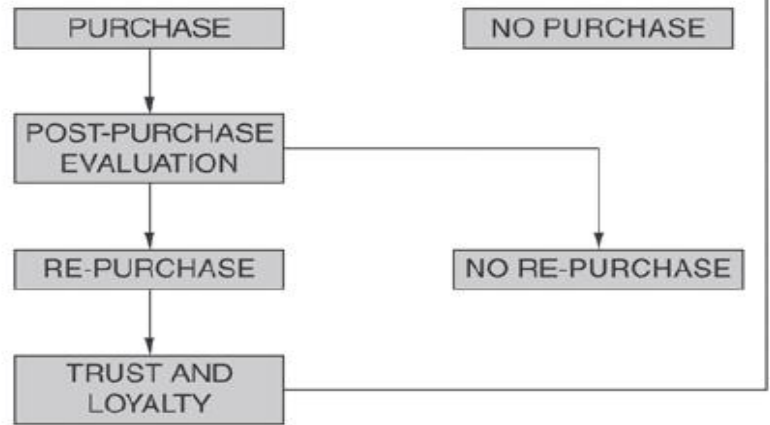 PURCHASE
NO PURCHASE
POST-PURCHASE
EVALUATION
RE-PURCHASE
NO RE-PURCHASE
TRUST AND
LOYALTY